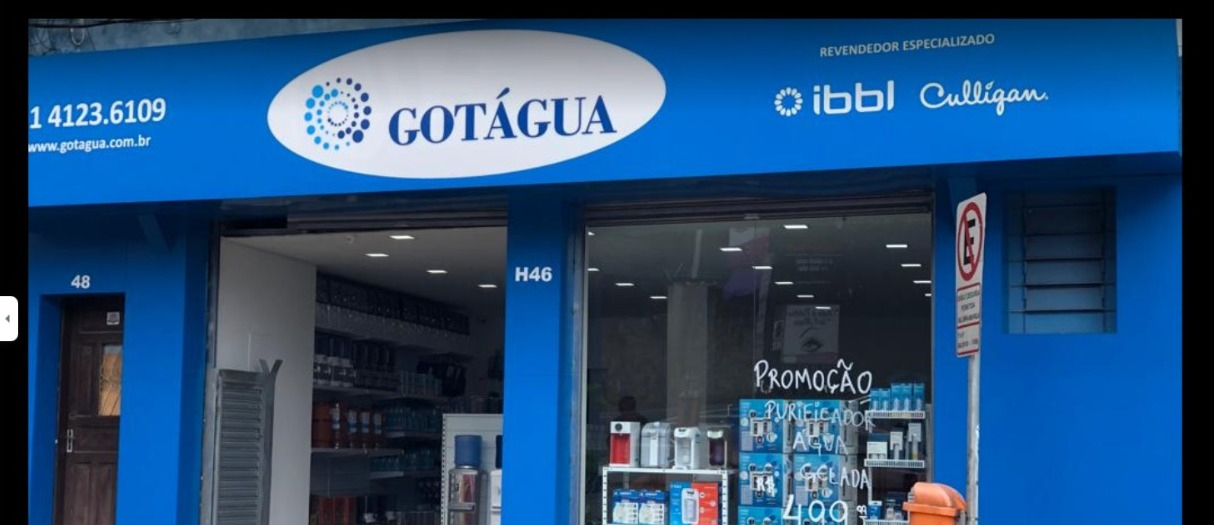 1 4123.6109
www.gotagua.com.br
GOTÁGUA
REVENDEDOR ESPECIALIZADO
ibbl Culligan.
48
H46
E
PROMOÇÃO
PURIFICADOR
ÁGUA
GELADA
R$ 499